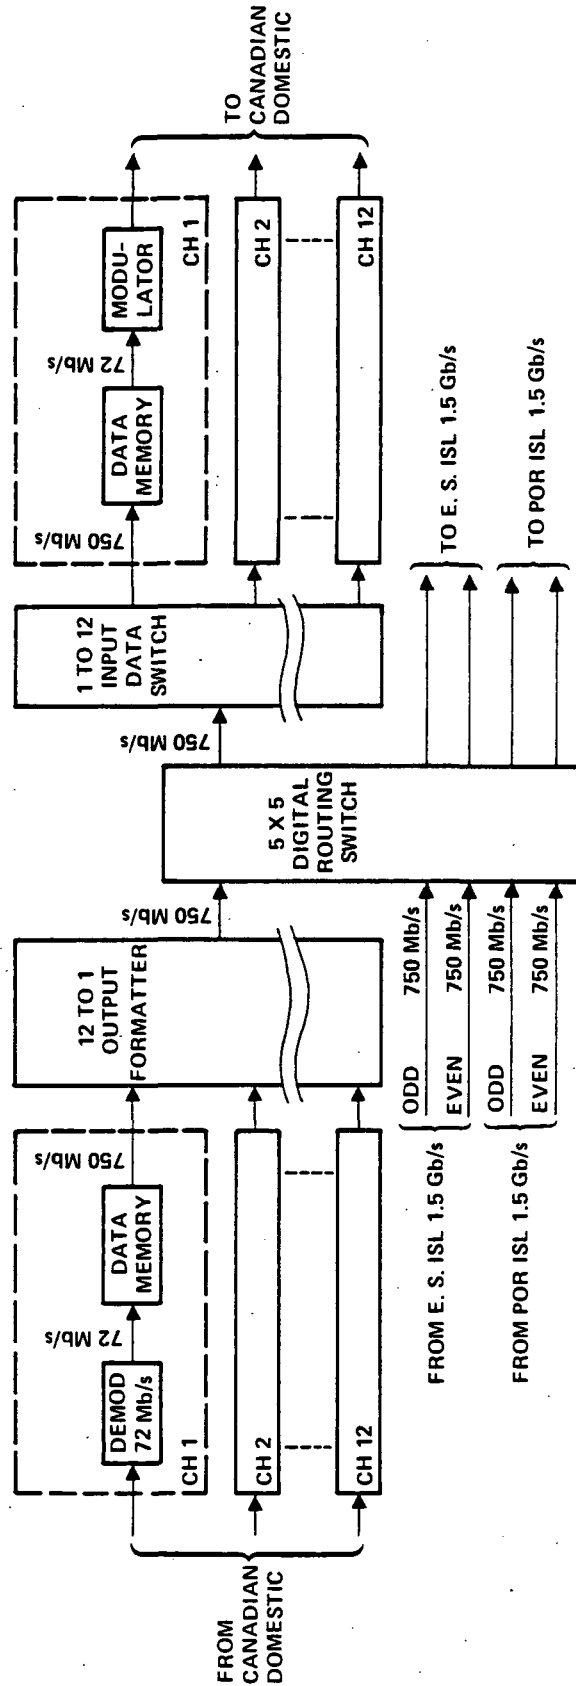 FROM
CANADIAN
DOMESTIC
DEMOD
72 Mb/s
72 Mb/s
DATA
MEMORY
750 Mb/s
CH 1
CH 2
CH 12
12 TO 1
OUTPUT
FORMATTER
750 Mb/s
5 X 5
DIGITAL
ROUTING
SWITCH
750 Mb/s
1 TO 12
INPUT
DATA
SWITCH
750 Mb/s
DATA
MEMORY
72 Mb/s
MODU-
LATOR
CH 1
CH 2
CH 12
TO
CANADIAN
DOMESTIC
FROM E. S. ISL 1.5 Gb/s
ODD 750 Mb/s
EVEN 750 Mb/s
FROM POR ISL 1.5 Gb/s
ODD 750 Mb/s
EVEN 750 Mb/s
TO E. S. ISL 1.5 Gb/s
TO POR ISL 1.5 Gb/s